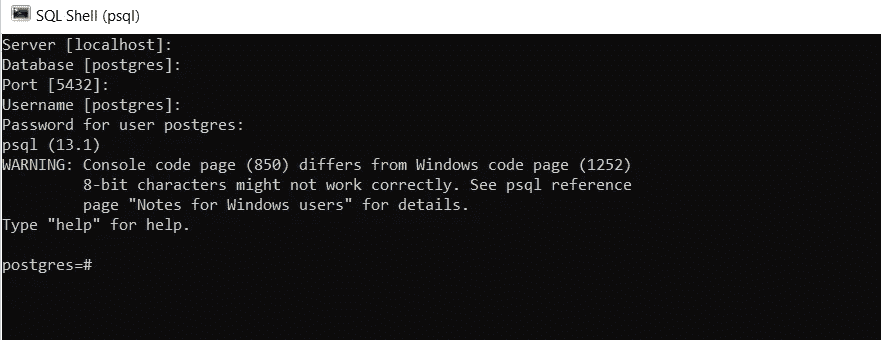 SQL Shell (psql)
Server [localhost]:
Database [postgres]:
Port [5432]:
Username [postgres]:
Password for user postgres:
psql (13.1)
WARNING: Console code page (850) differs from Windows code page (1252)
         8-bit characters might not work correctly. See psql reference
         page "Notes for Windows users" for details.
Type "help" for help.
postgres=#